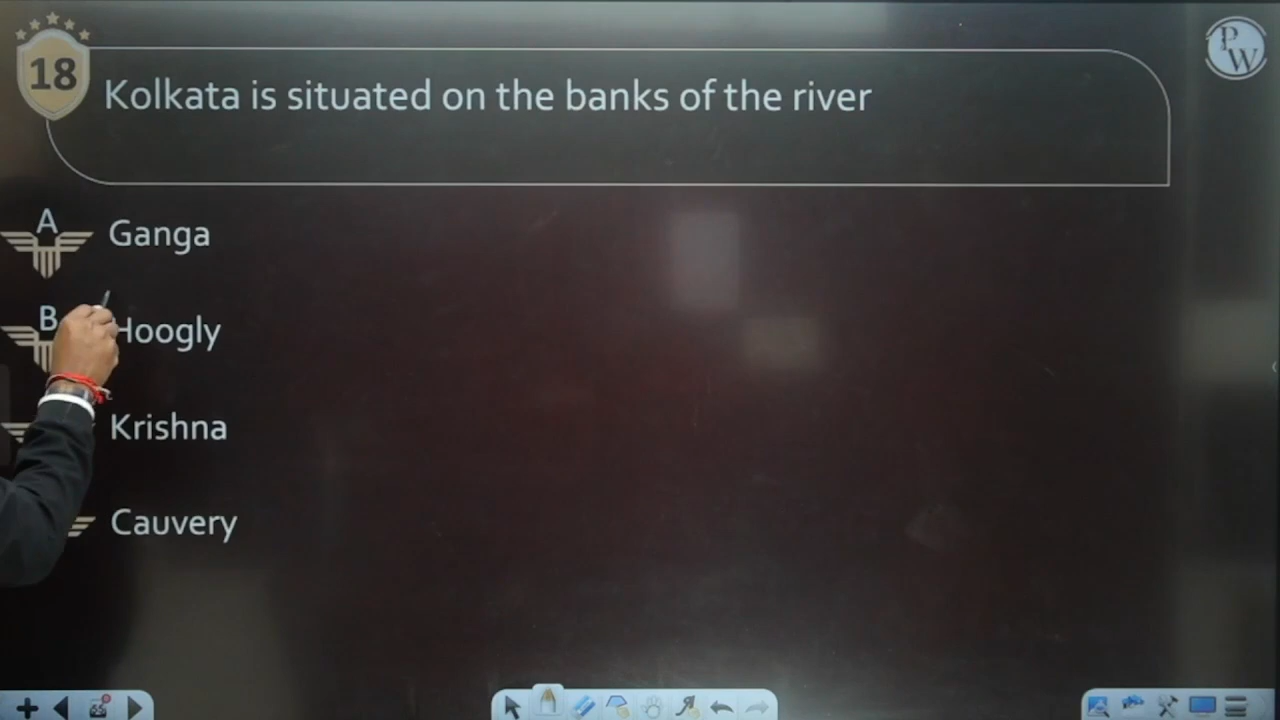 18
Kolkata is situated on the banks of the river
PW
A
Ganga
B
Hoogly
Krishna
Cauvery